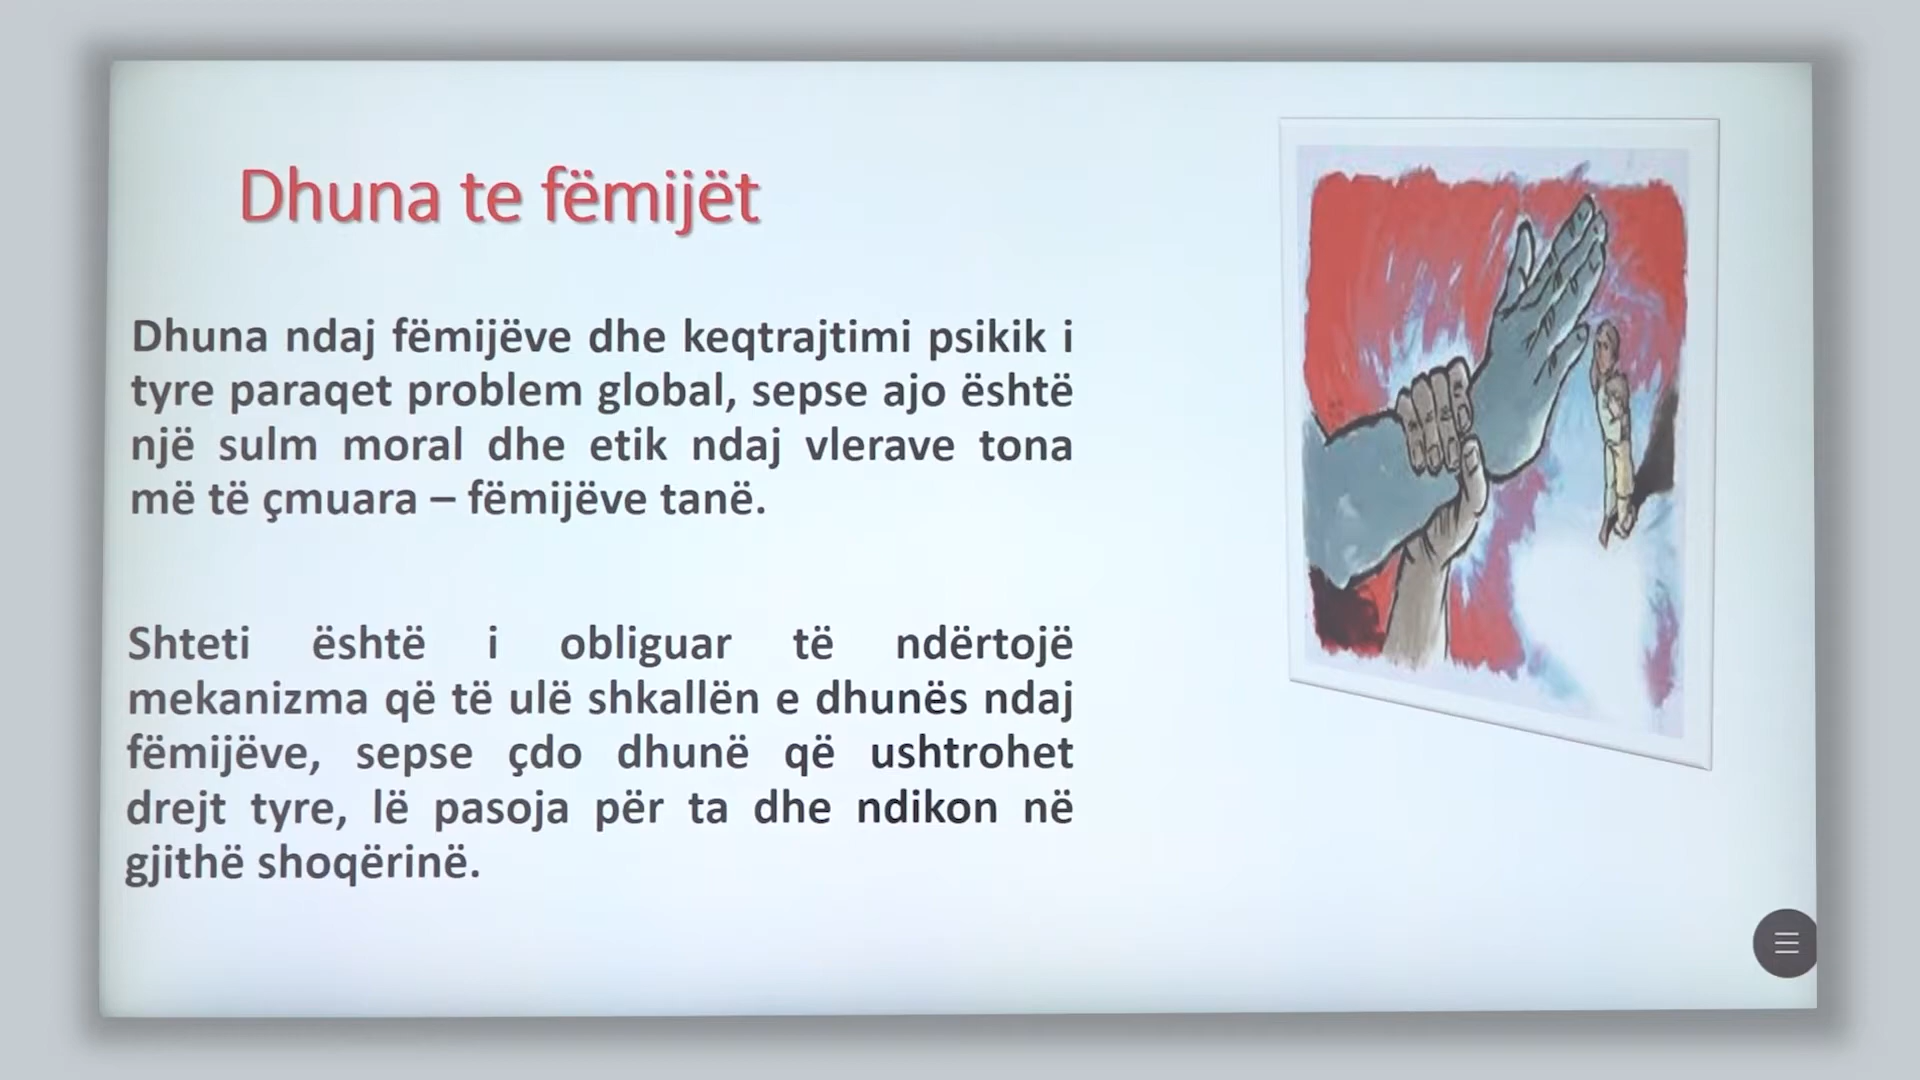 Dhuna te fëmijët
Dhuna ndaj fëmijëve dhe keqtrajtimi psikik i
tyre paraqet problem global, sepse ajo është
një sulm moral dhe etik ndaj vlerave tona
më të çmuara – fëmijëve tanë.
Shteti është i obliguar të ndërtojë
mekanizma që të ulë shkallën e dhunës ndaj
fëmijëve, sepse çdo dhunë që ushtrohet
drejt tyre, lë pasoja për ta dhe ndikon në
gjithë shoqërinë.